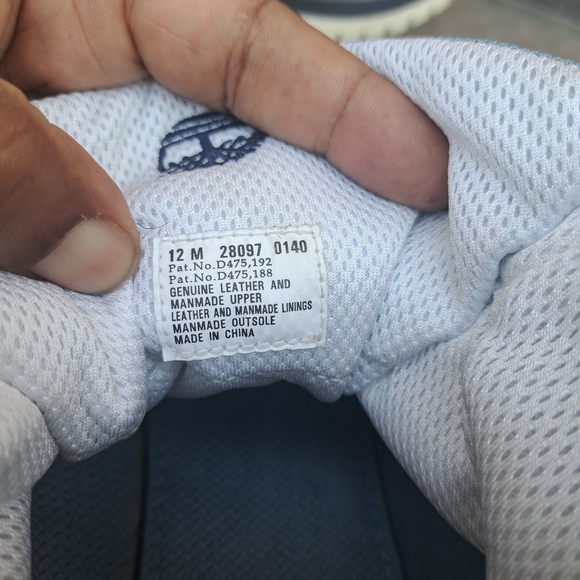 12 M 28097 0140
Pat.No.D475,192
Pat.No.D475,188
GENUINE LEATHER AND
MANMADE UPPER
LEATHER AND MANMADE LININGS
MANMADE OUTSOLE
MADE IN CHINA